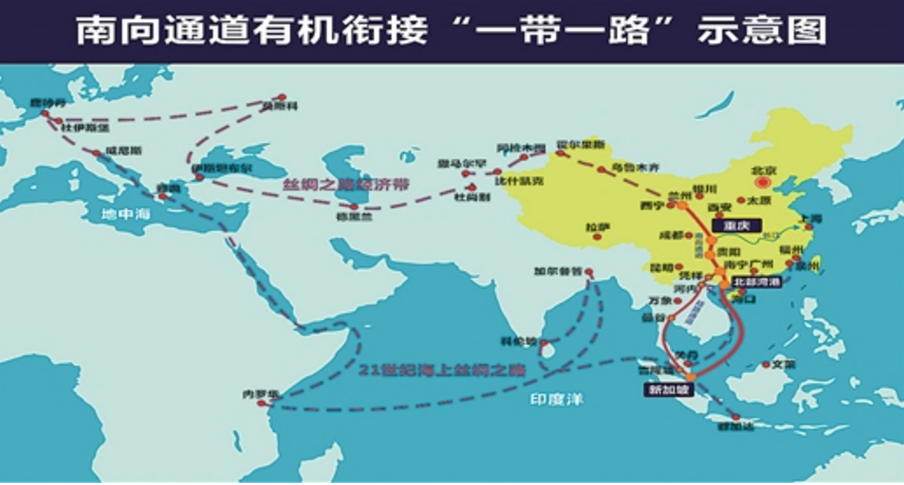 南向通道有机衔接“一带一路”示意图
莫斯科
鹿特丹
杜伊斯堡
威尼斯
伊斯坦布尔
雅典
地中海
丝绸之路经济带
德黑兰
撒马尔罕
杜尚别
阿拉木图
比什凯克
霍尔果斯
乌鲁木齐
北京
银川
兰州
西宁
太原
西安
上海
重庆
长江
成都
拉萨
贵阳
福州
泉州
昆明
南宁
广州
凭祥
北部湾港
河内
海口
加尔各答
万象
曼谷
科伦坡
21世纪海上丝绸之路
关丹
吉隆坡
文莱
新加坡
内罗毕
印度洋
雅加达